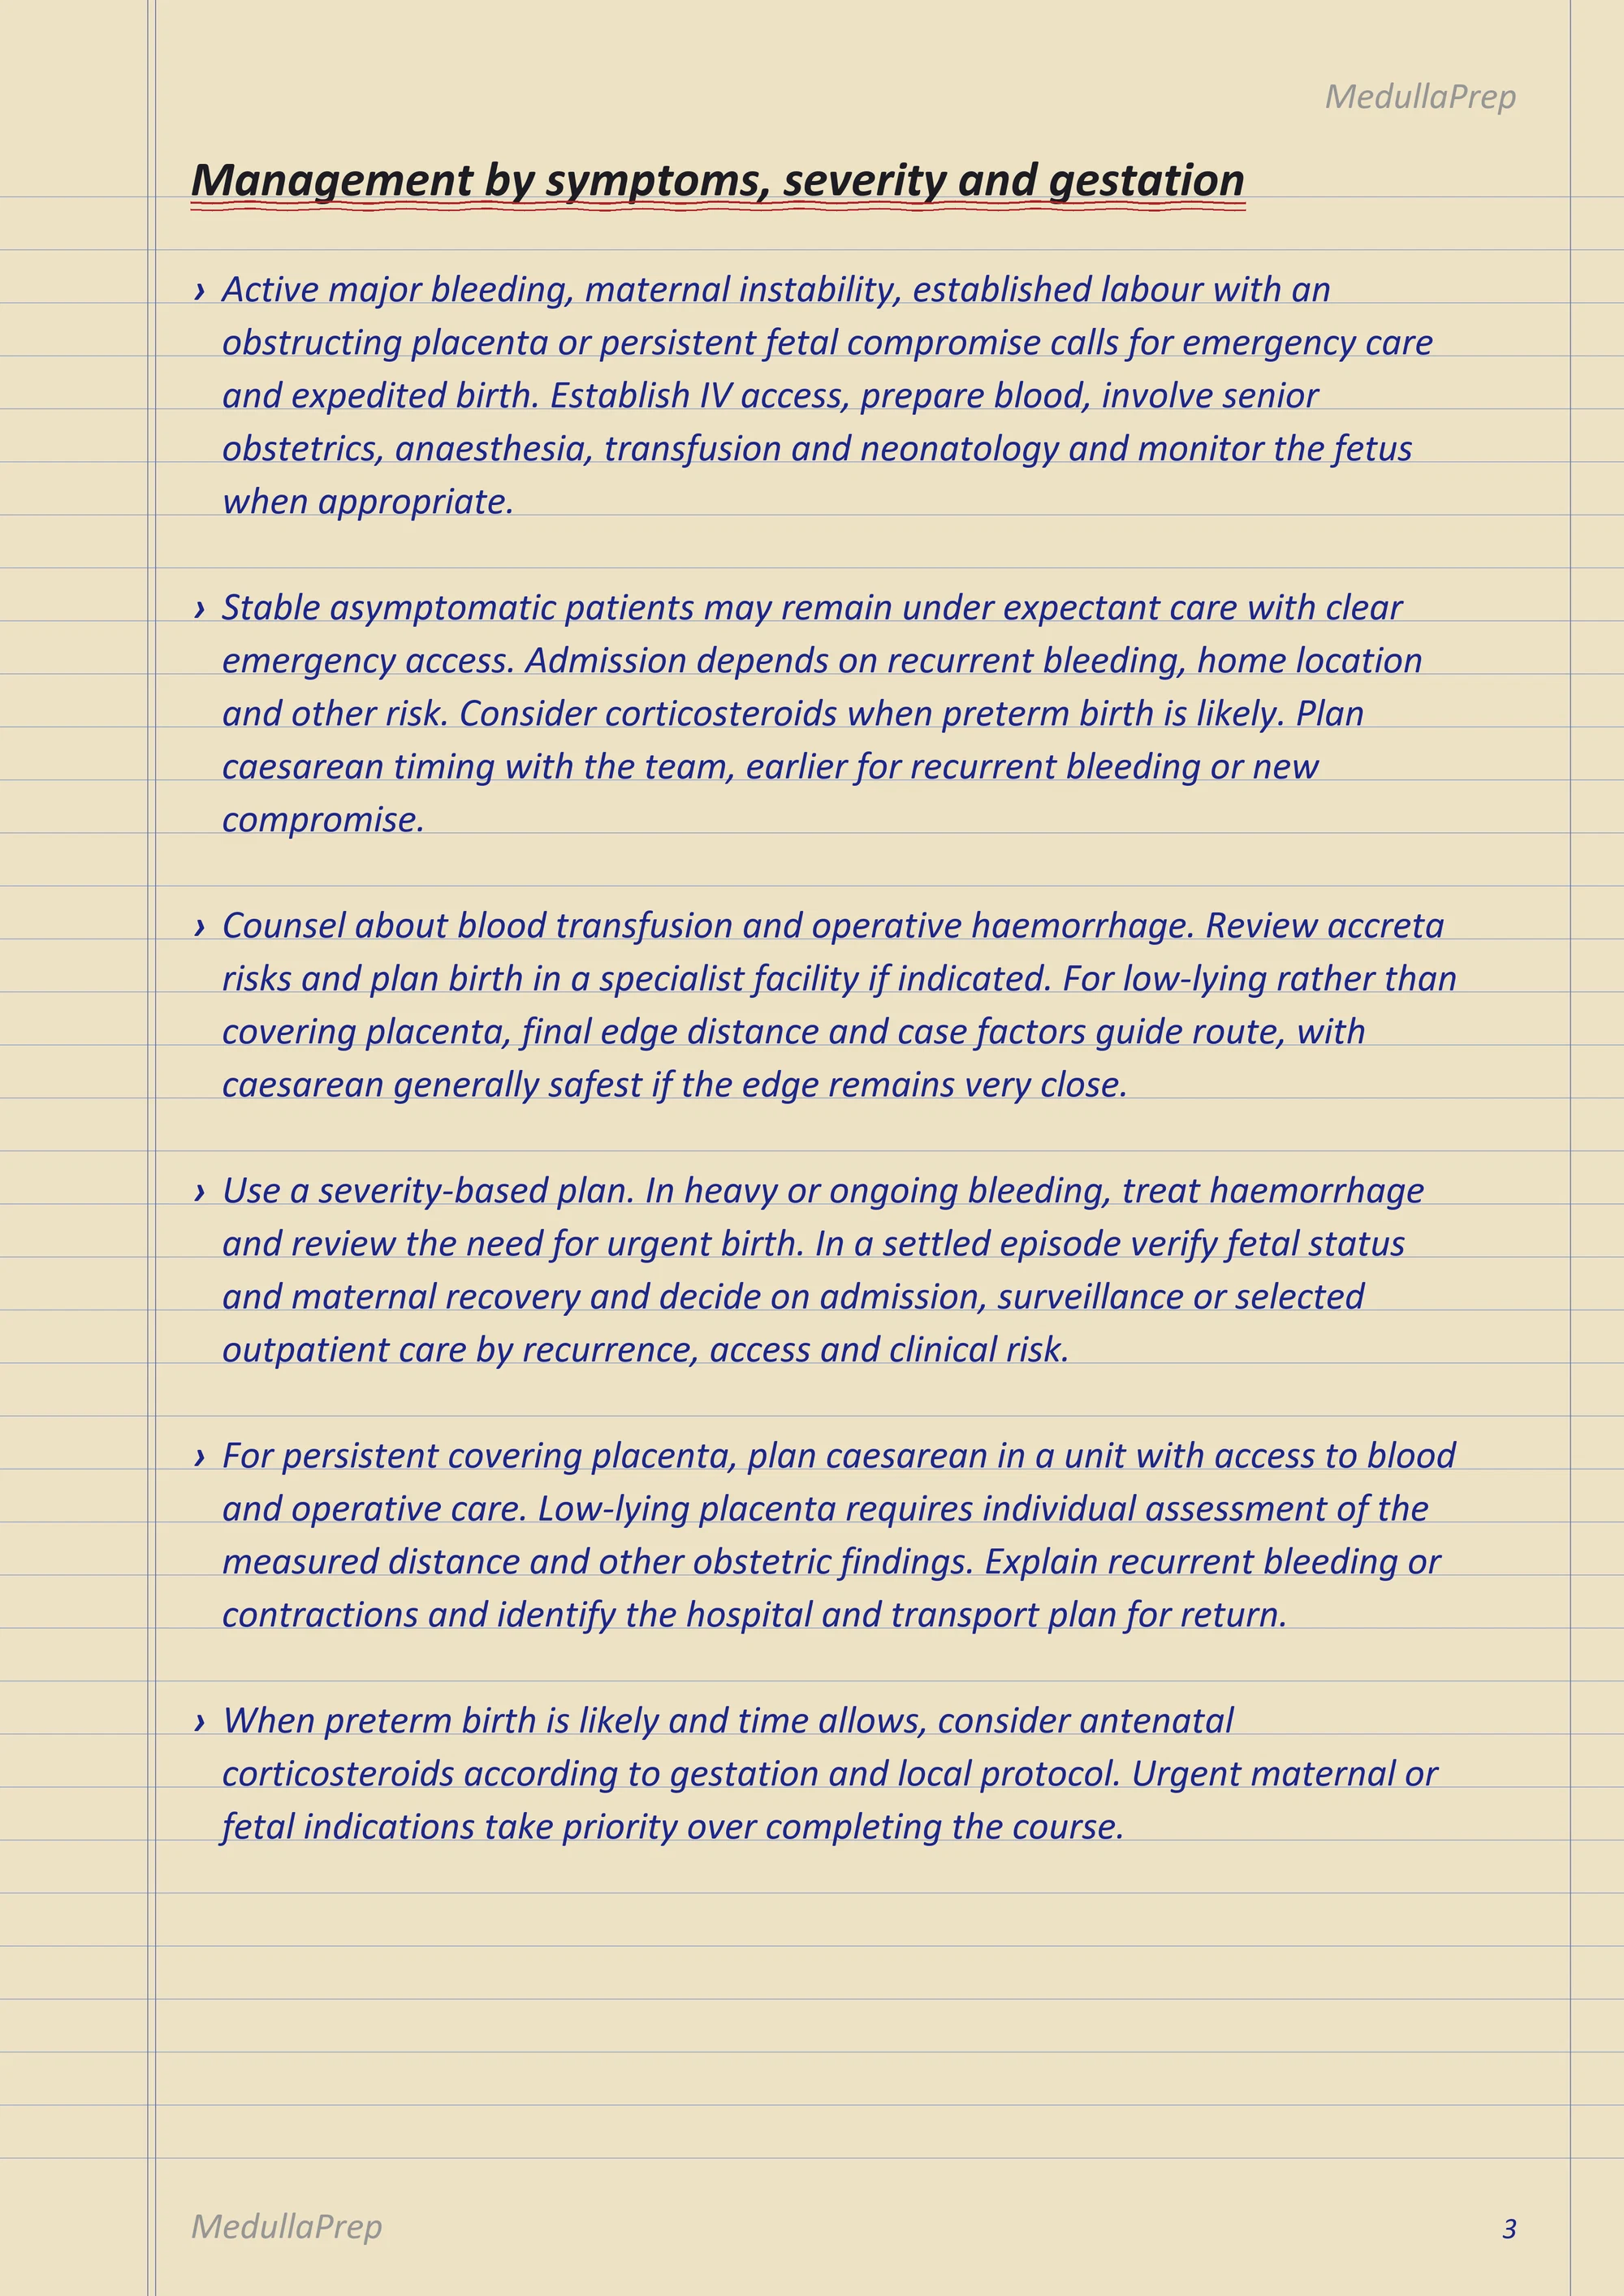 MedullaPrep
Management by symptoms, severity and gestation
› Active major bleeding, maternal instability, established labour with an
obstructing placenta or persistent fetal compromise calls for emergency care
and expedited birth. Establish IV access, prepare blood, involve senior
obstetrics, anaesthesia, transfusion and neonatology and monitor the fetus
when appropriate.
› Stable asymptomatic patients may remain under expectant care with clear
emergency access. Admission depends on recurrent bleeding, home location
and other risk. Consider corticosteroids when preterm birth is likely. Plan
caesarean timing with the team, earlier for recurrent bleeding or new
compromise.
› Counsel about blood transfusion and operative haemorrhage. Review accreta
risks and plan birth in a specialist facility if indicated. For low-lying rather than
covering placenta, final edge distance and case factors guide route, with
caesarean generally safest if the edge remains very close.
› Use a severity-based plan. In heavy or ongoing bleeding, treat haemorrhage
and review the need for urgent birth. In a settled episode verify fetal status
and maternal recovery and decide on admission, surveillance or selected
outpatient care by recurrence, access and clinical risk.
› For persistent covering placenta, plan caesarean in a unit with access to blood
and operative care. Low-lying placenta requires individual assessment of the
measured distance and other obstetric findings. Explain recurrent bleeding or
contractions and identify the hospital and transport plan for return.
› When preterm birth is likely and time allows, consider antenatal
corticosteroids according to gestation and local protocol. Urgent maternal or
fetal indications take priority over completing the course.
MedullaPrep
3